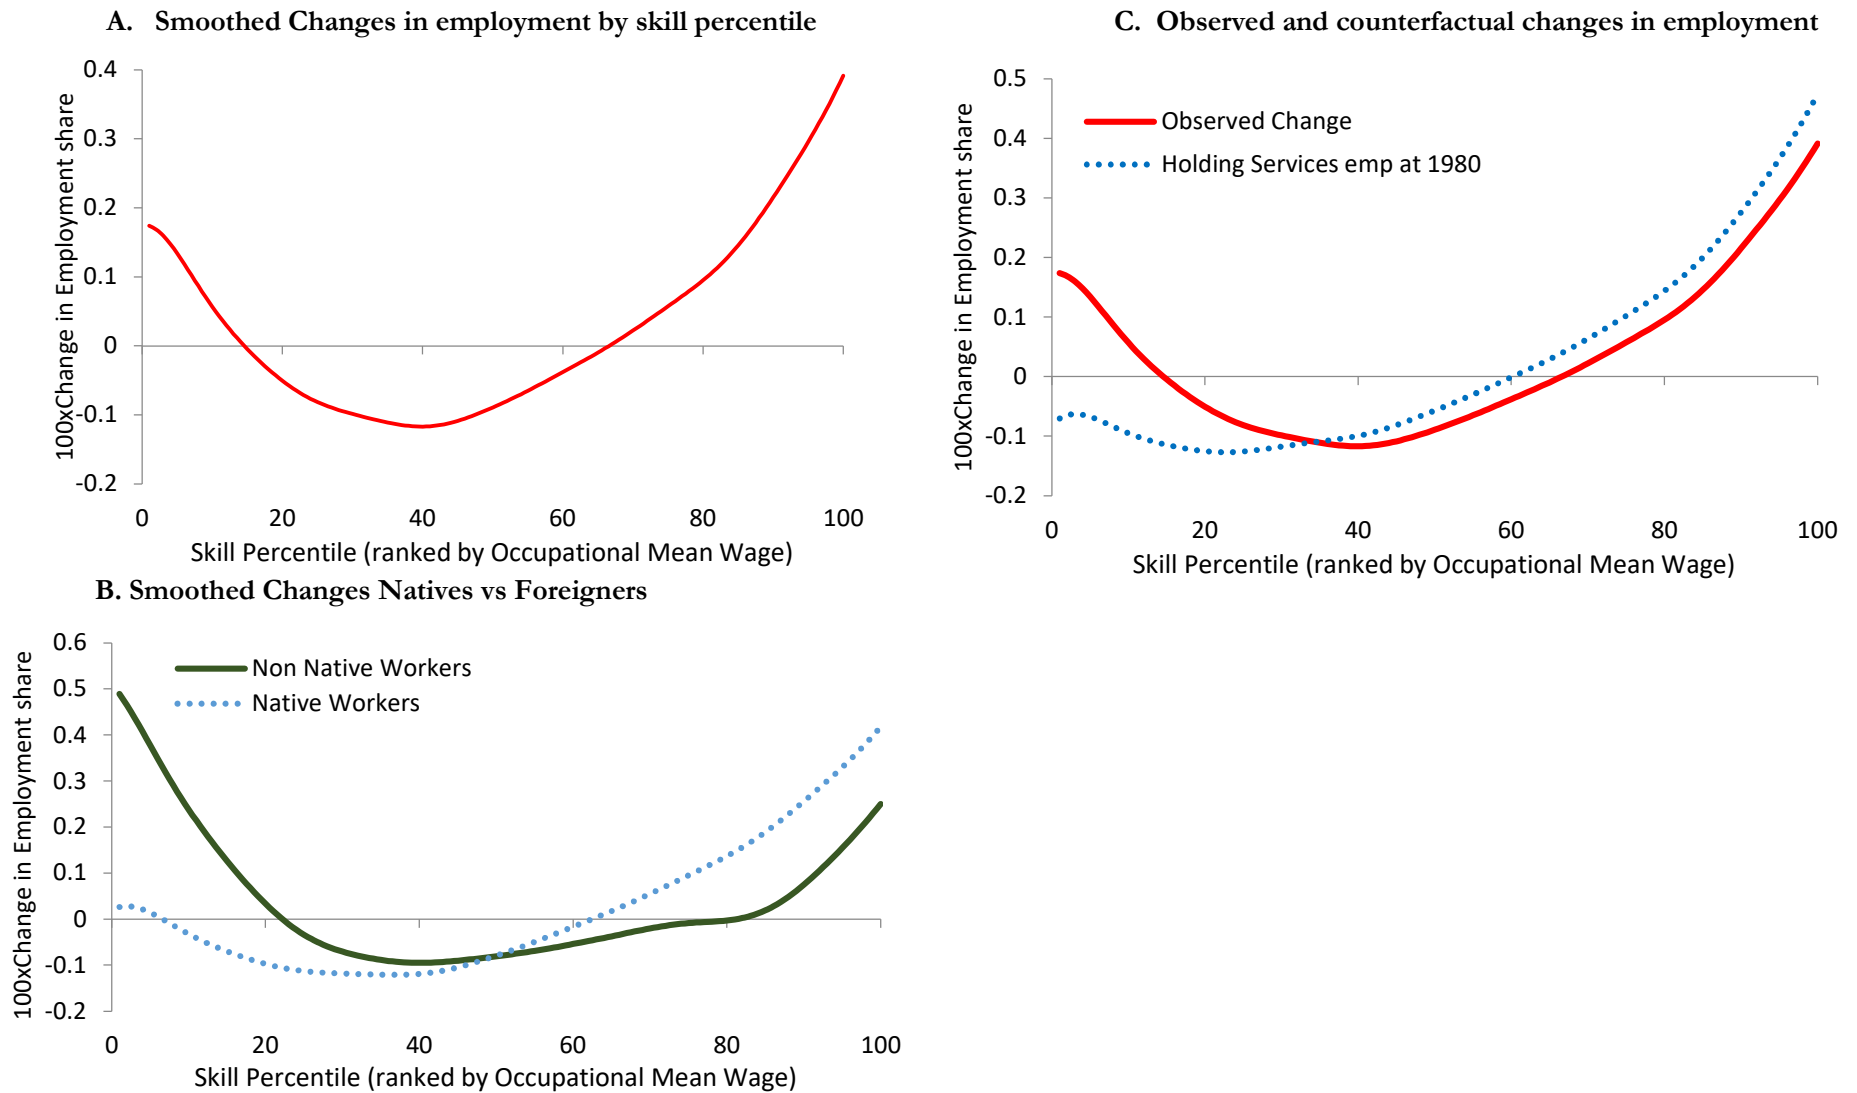 A. Smoothed Changes in employment by skill percentile
100xChange in Employment share
0.4
0.3
0.2
0.1
0
-0.1
-0.2
0 20 40 60 80 100
Skill Percentile (ranked by Occupational Mean Wage)
B. Smoothed Changes Natives vs Foreigners
100xChange in Employment share
0.6
0.5
0.4
0.3
0.2
0.1
0
-0.1
-0.2
Non Native Workers
Native Workers
0 20 40 60 80 100
Skill Percentile (ranked by Occupational Mean Wage)
C. Observed and counterfactual changes in employment
100xChange in Employment share
0.5
0.4
0.3
0.2
0.1
0
-0.1
-0.2
Observed Change
Holding Services emp at 1980
0 20 40 60 80 100
Skill Percentile (ranked by Occupational Mean Wage)